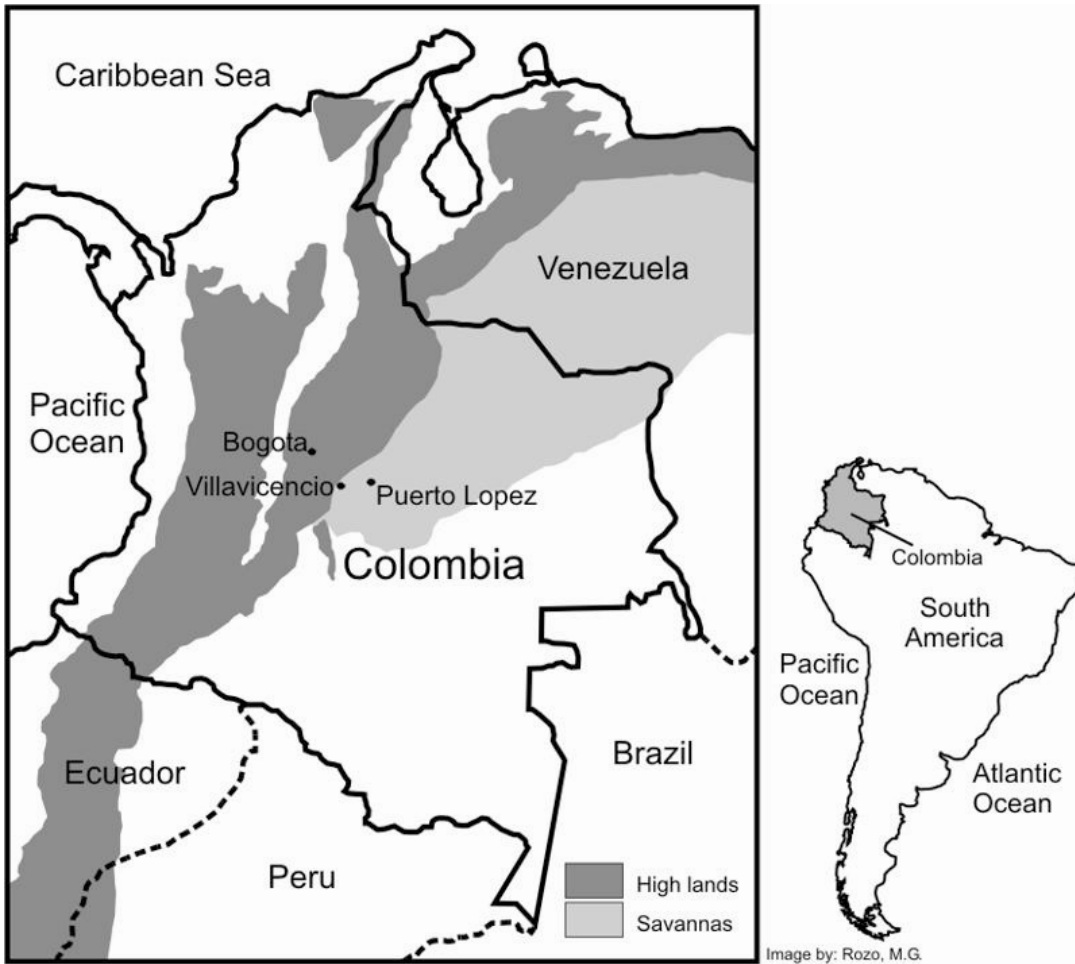 Caribbean Sea
Venezuela
Pacific
Ocean
Bogota
Villavicencio
Puerto Lopez
Colombia
Ecuador
Brazil
Peru
High lands
Savannas
Colombia
South
America
Pacific
Ocean
Atlantic
Ocean
Image by: Rozo, M.G.